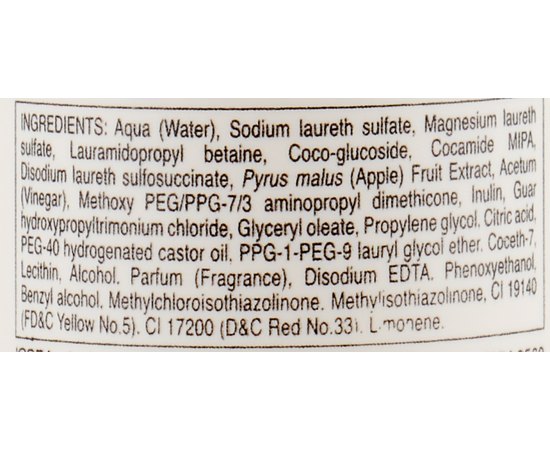 INGREDIENTS: Aqua (Water), Sodium laureth sulfate, Magnesium laureth
sulfate, Lauramidopropyl betaine, Coco-glucoside, Cocamide MIPA,
Disodium laureth sulfosuccinate, Pyrus malus (Apple) Fruit Extract, Acetum
(Vinegar), Methoxy PEG/PPG-7/3 aminopropyl dimethicone, Inulin, Guar
hydroxypropyltrimonium chloride, Glyceryl oleate, Propylene glycol, Citric acid,
PEG-40 hydrogenated castor oil, PPG-1-PEG-9 lauryl glycol ether. Coceth-7,
Lecithin, Alcohol. Parfum (Fragrance), Disodium EDTA. Phenoxyethanol,
Benzyl alcohol, Methylchloroisothiazolinone. Methylisothiazolinone, CI 19140
(FD&C Yellow No.5). CI 17200 (D&C Red No.33). Limonene.